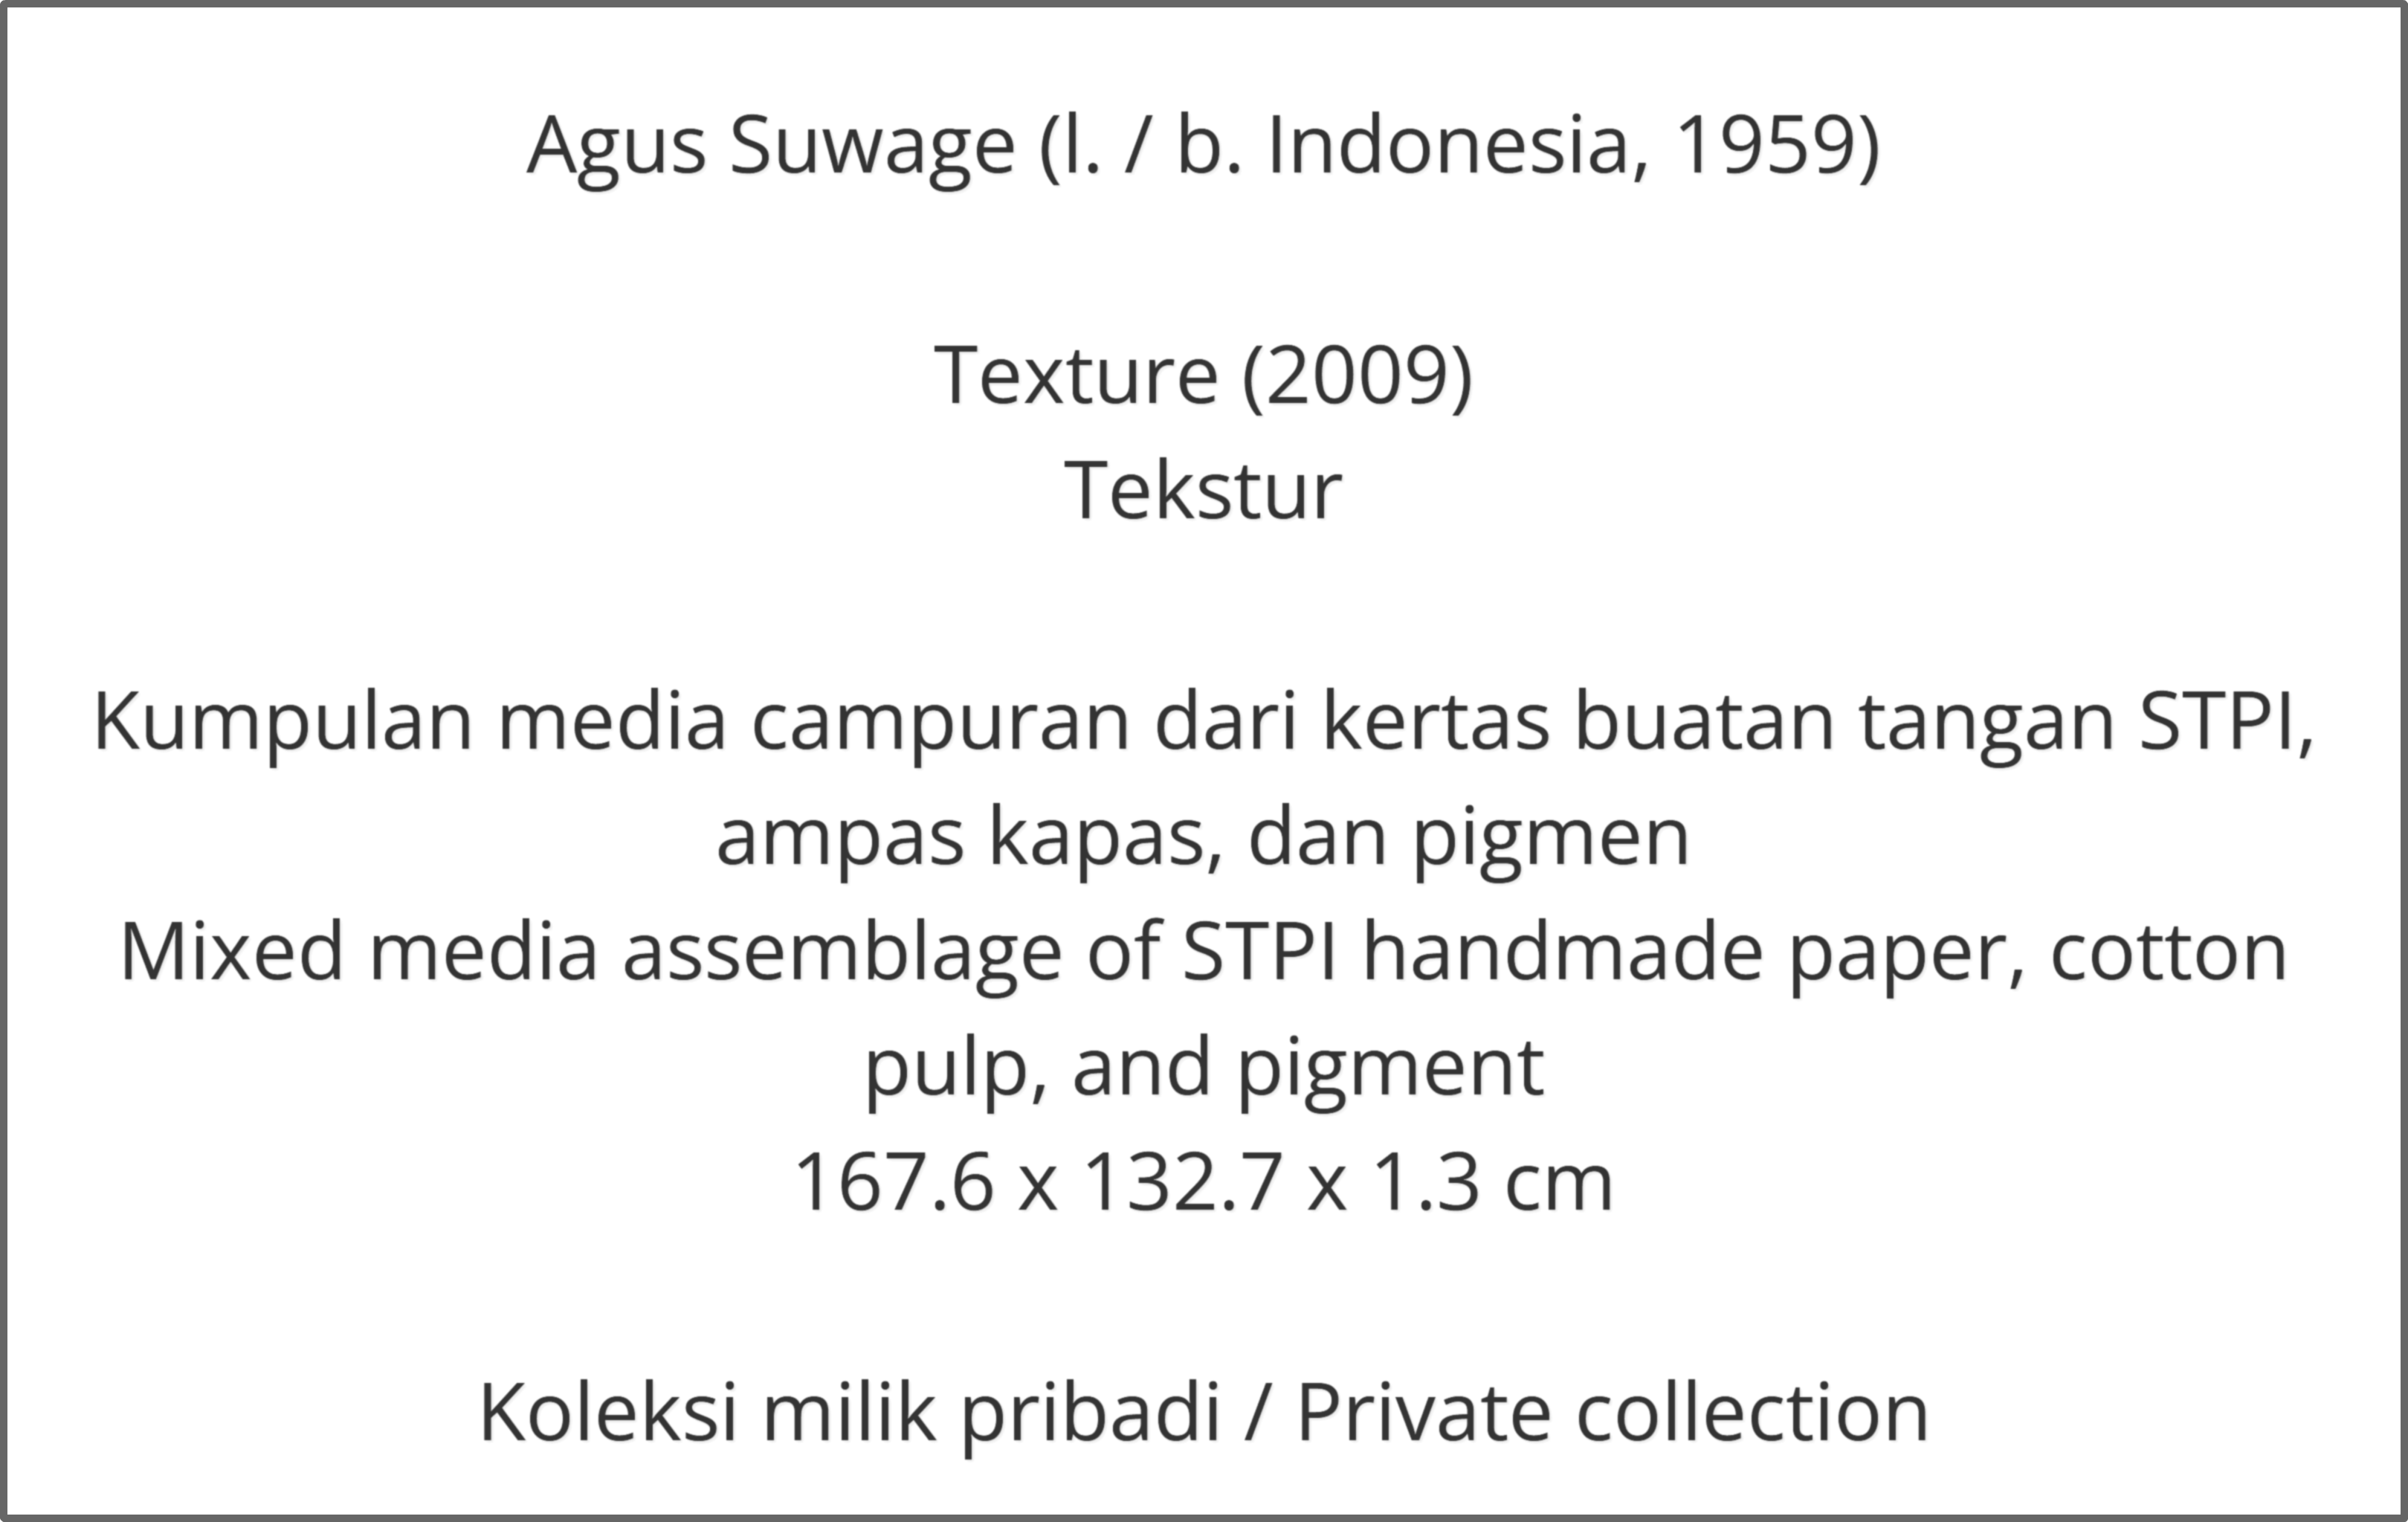 Agus Suwage (l. / b. Indonesia, 1959)
Texture (2009)
Tekstur
Kumpulan media campuran dari kertas buatan tangan STPI,
ampas kapas, dan pigmen
Mixed media assemblage of STPI handmade paper, cotton
pulp, and pigment
167.6 x 132.7 x 1.3 cm
Koleksi milik pribadi / Private collection